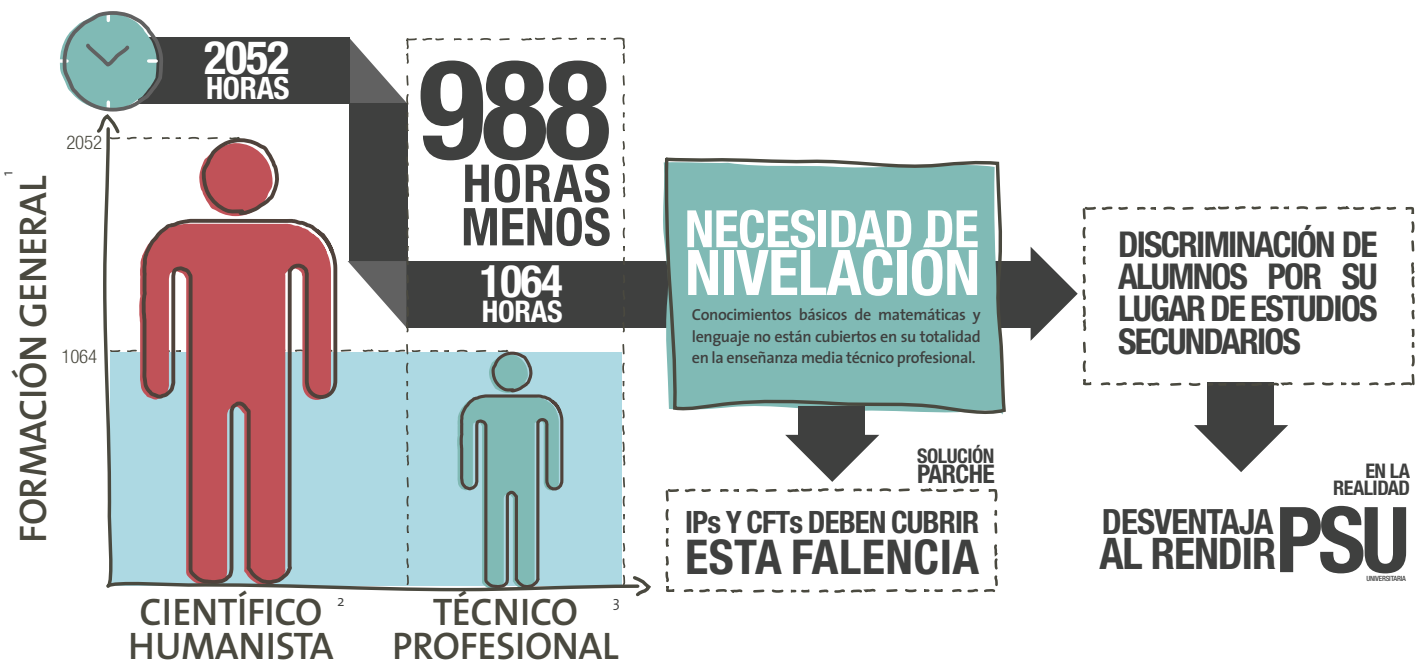 2052
HORAS
988
HORAS
MENOS
1064
HORAS
2052
1064
FORMACIÓN GENERAL 1
CIENTÍFICO 2
HUMANISTA
TÉCNICO 3
PROFESIONAL
NECESIDAD DE
NIVELACIÓN
Conocimientos básicos de matemáticas y
lenguaje no están cubiertos en su totalidad
en la enseñanza media técnico profesional.
SOLUCIÓN
PARCHE
IPs Y CFTs DEBEN CUBRIR
ESTA FALENCIA
DISCRIMINACIÓN DE
ALUMNOS POR SU
LUGAR DE ESTUDIOS
SECUNDARIOS
EN LA
REALIDAD
DESVENTAJA
AL RENDIR PSU
UNIVERSITARIA